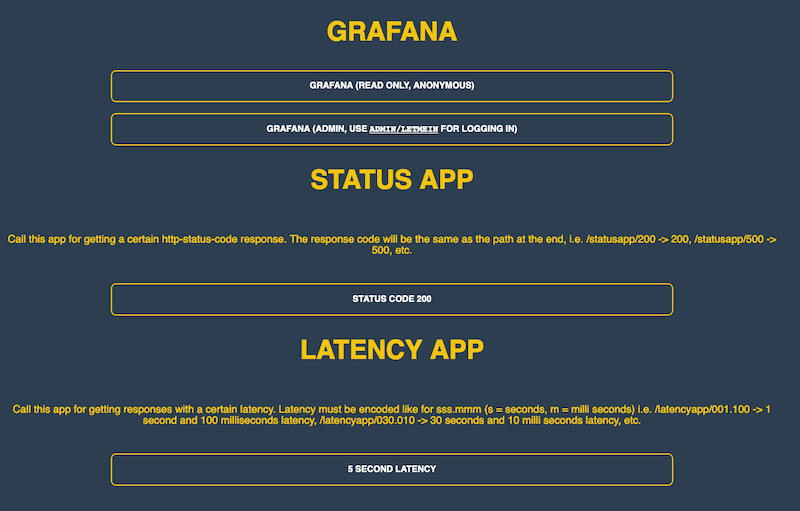 GRAFANA
GRAFANA (READ ONLY, ANONYMOUS)
GRAFANA (ADMIN, USE ADMIN/LETMEIN FOR LOGGING IN)
STATUS APP
Call this app for getting a certain http-status-code response. The response code will be the same as the path at the end, i.e. /statusapp/200 -> 200, /statusapp/500 ->
500, etc.
STATUS CODE 200
LATENCY APP
Call this app for getting responses with a certain latency. Latency must be encoded like for sss.mmm (s = seconds, m = milli seconds) i.e. /latencyapp/001.100 -> 1
second and 100 milliseconds latency, /latencyapp/030.010 -> 30 seconds and 10 milli seconds latency, etc.
5 SECOND LATENCY